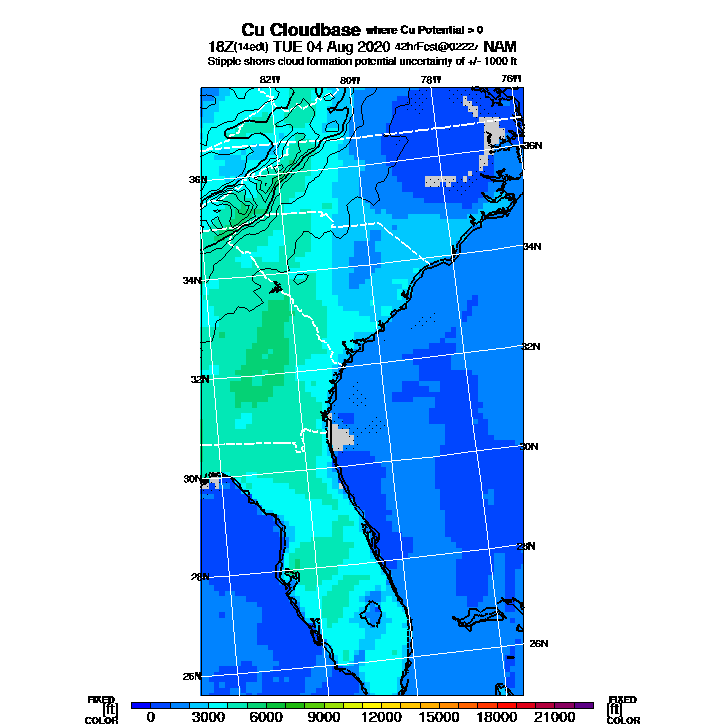 Cu Cloudbase where Cu Potential > 0
18Z(14edt) TUE 04 Aug 2020 42hrFcst@0222z NAM
Stipple shows cloud formation potential uncertainty of +/- 1000 ft
82W 80W 78W 76W
36N
36N
34N
34N
32N
32N
30N
30N
28N
28N
26N
26N
FIXED FIXED
[ft] [ft]
COLOR COLOR
0 3000 6000 9000 12000 15000 18000 21000